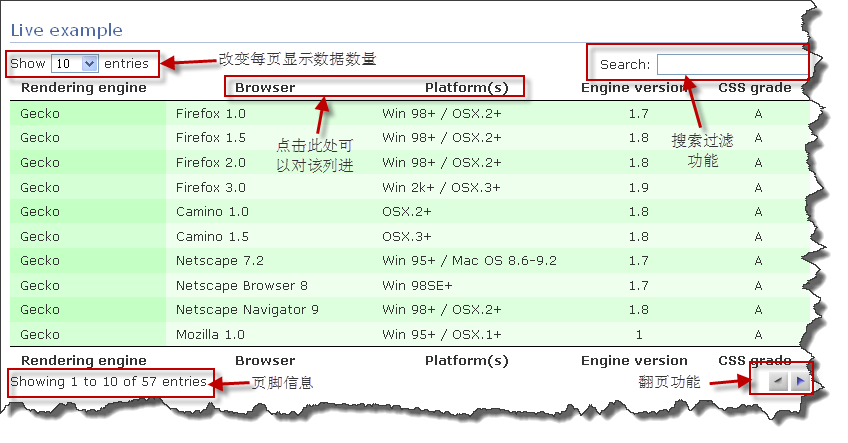 Live example
Show 10 entries 改变每页显示数据数量 Search:
Rendering engine Browser Platform(s) Engine version CSS grade
Gecko Firefox 1.0 Win 98+ / OSX.2+ 1.7 A
Gecko Firefox 1.5 Win 98+ / OSX.2+ 1.8 A
点击此处可
以对该列进
搜索过滤
功能
Gecko Firefox 2.0 Win 98+ / OSX.2+ 1.8 A
Gecko Firefox 3.0 Win 2k+ / OSX.3+ 1.9 A
Gecko Camino 1.0 OSX.2+ 1.8 A
Gecko Camino 1.5 OSX.3+ 1.8 A
Gecko Netscape 7.2 Win 95+ / Mac OS 8.6-9.2 1.7 A
Gecko Netscape Browser 8 Win 98SE+ 1.7 A
Gecko Netscape Navigator 9 Win 98+ / OSX.2+ 1.8 A
Gecko Mozilla 1.0 Win 95+ / OSX.1+ 1 A
Rendering engine Browser Platform(s) Engine version CSS grade
Showing 1 to 10 of 57 entries 页脚信息 翻页功能